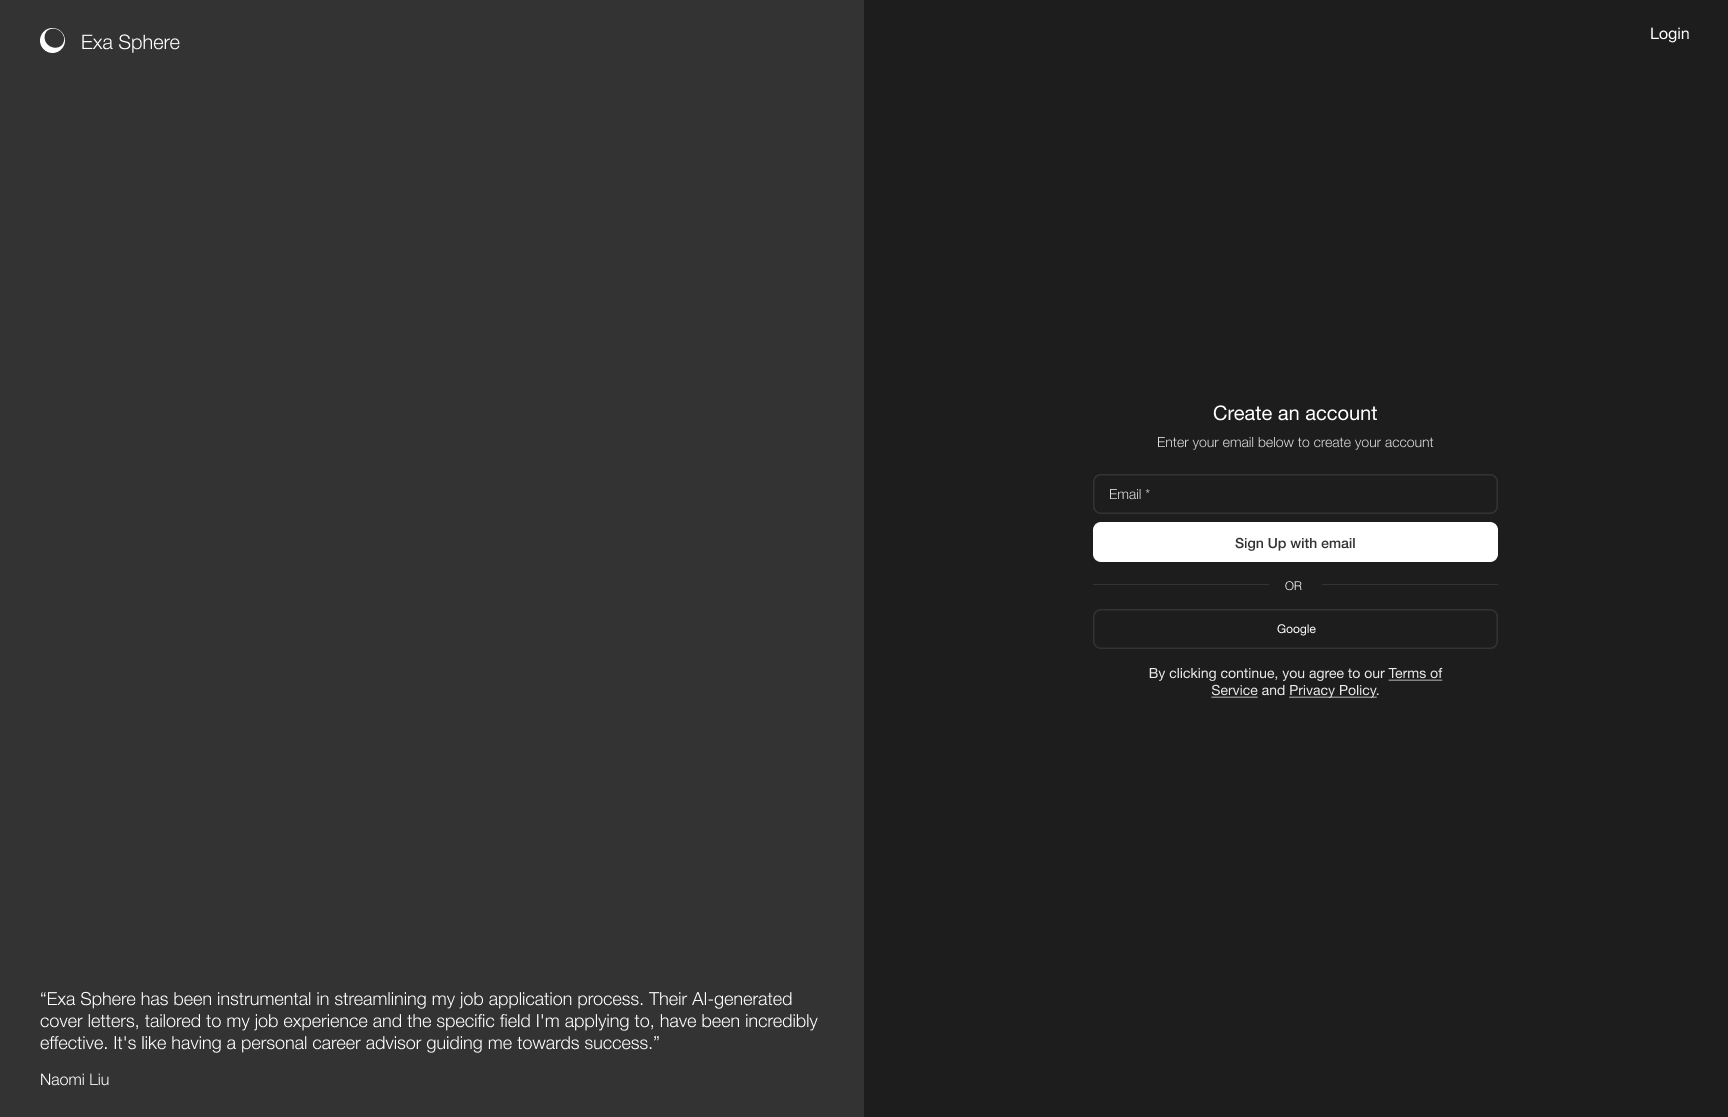 Exa Sphere
Login
Create an account
Enter your email below to create your account
Email *
Sign Up with email
OR
Google
By clicking continue, you agree to our Terms of
Service and Privacy Policy.
“Exa Sphere has been instrumental in streamlining my job application process. Their AI-generated
cover letters, tailored to my job experience and the specific field I'm applying to, have been incredibly
effective. It's like having a personal career advisor guiding me towards success.”
Naomi Liu